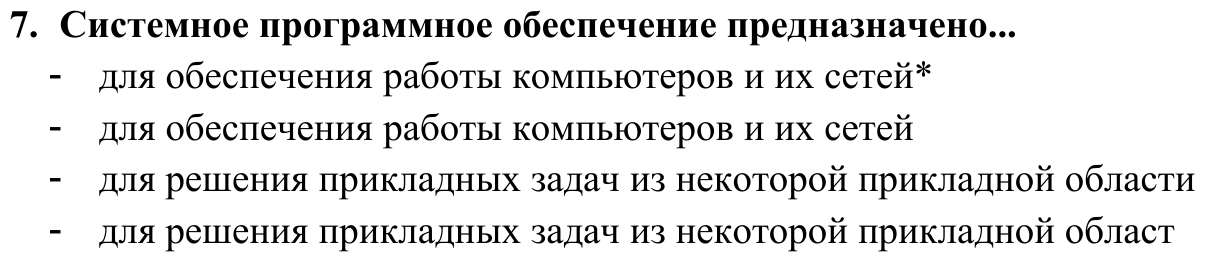 7. Системное программное обеспечение предназначено...
- для обеспечения работы компьютеров и их сетей*
- для обеспечения работы компьютеров и их сетей
- для решения прикладных задач из некоторой прикладной области
- для решения прикладных задач из некоторой прикладной област